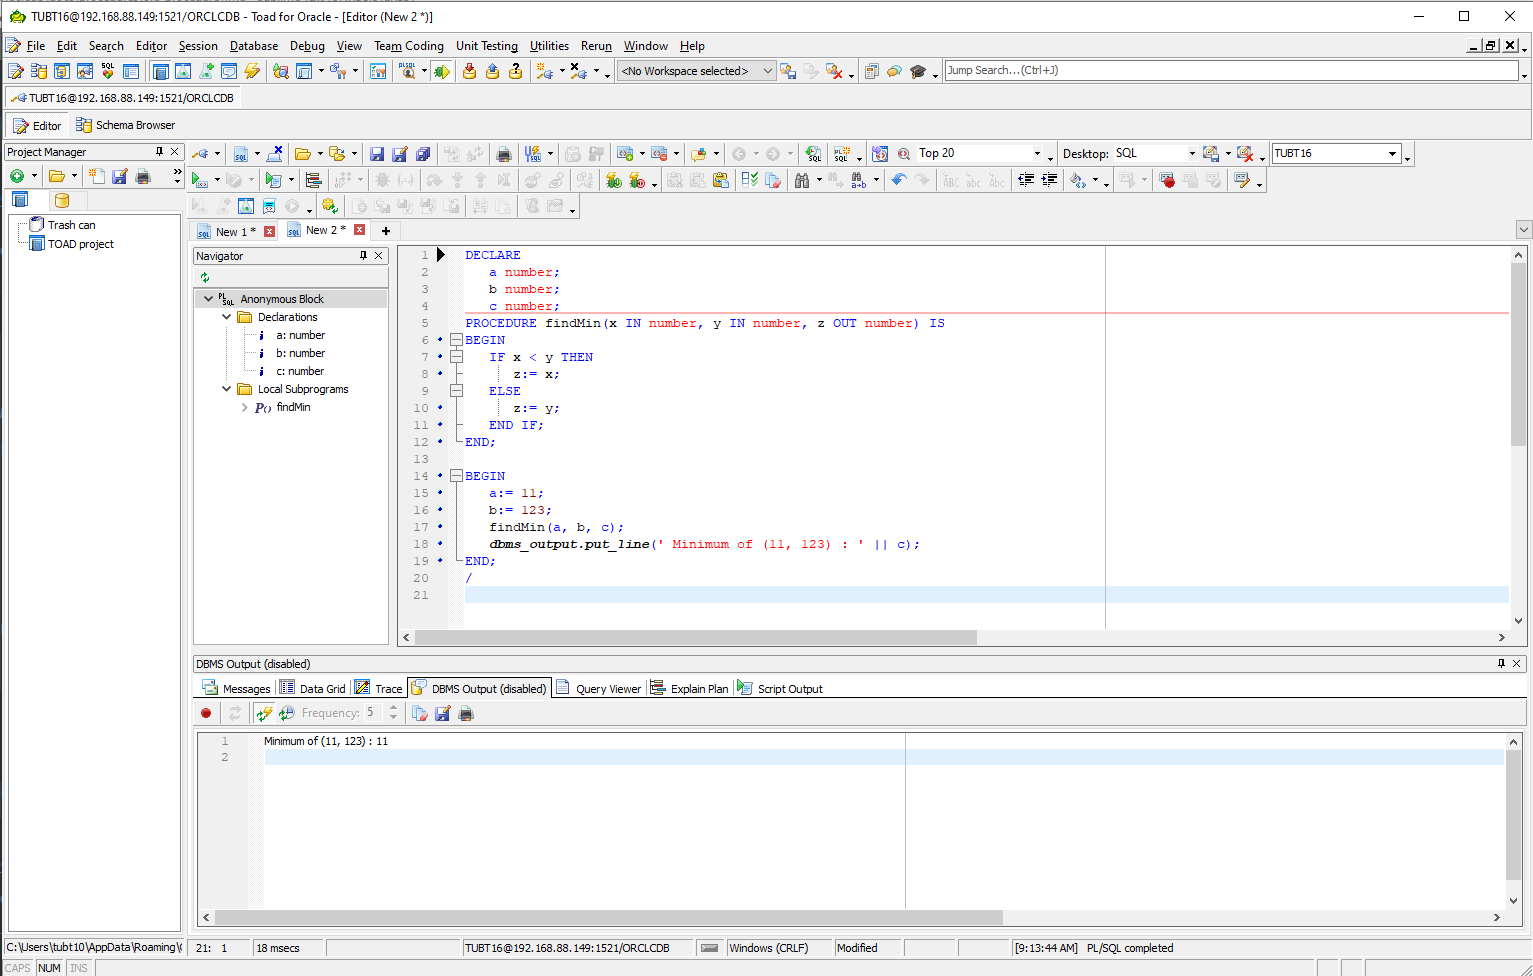 TUBT16@192.168.88.149:1521/ORCLCDB - Toad for Oracle - [Editor (New 2 *)]
File Edit Search Editor Session Database Debug View Team Coding Unit Testing Utilities Rerun Window Help
<No Workspace selected> Jump Search...(Ctrl+J)
TUBT16@192.168.88.149:1521/ORCLCDB
Editor Schema Browser
Project Manager
Top 20 Desktop: SQL TUBT16
Trash can
TOAD project
New 1 * New 2 *
Navigator
Anonymous Block
Declarations
a: number
b: number
c: number
Local Subprograms
findMin
1 DECLARE
2 a number;
3 b number;
4 c number;
5 PROCEDURE findMin(x IN number, y IN number, z OUT number) IS
6 BEGIN
7 IF x < y THEN
8 z:= x;
9 ELSE
10 z:= y;
11 END IF;
12 END;
13
14 BEGIN
15 a:= 11;
16 b:= 123;
17 findMin(a, b, c);
18 dbms_output.put_line(' Minimum of (11, 123) : ' || c);
19 END;
20 /
21
DBMS Output (disabled)
Messages Data Grid Trace DBMS Output (disabled) Query Viewer Explain Plan Script Output
Frequency: 5
1 Minimum of (11, 123) : 11
2
C:\Users\tubt10\AppData\Roaming\ 21: 1 18 msecs TUBT16@192.168.88.149:1521/ORCLCDB Windows (CRLF) Modified [9:13:44 AM] PL/SQL completed
CAPS NUM INS